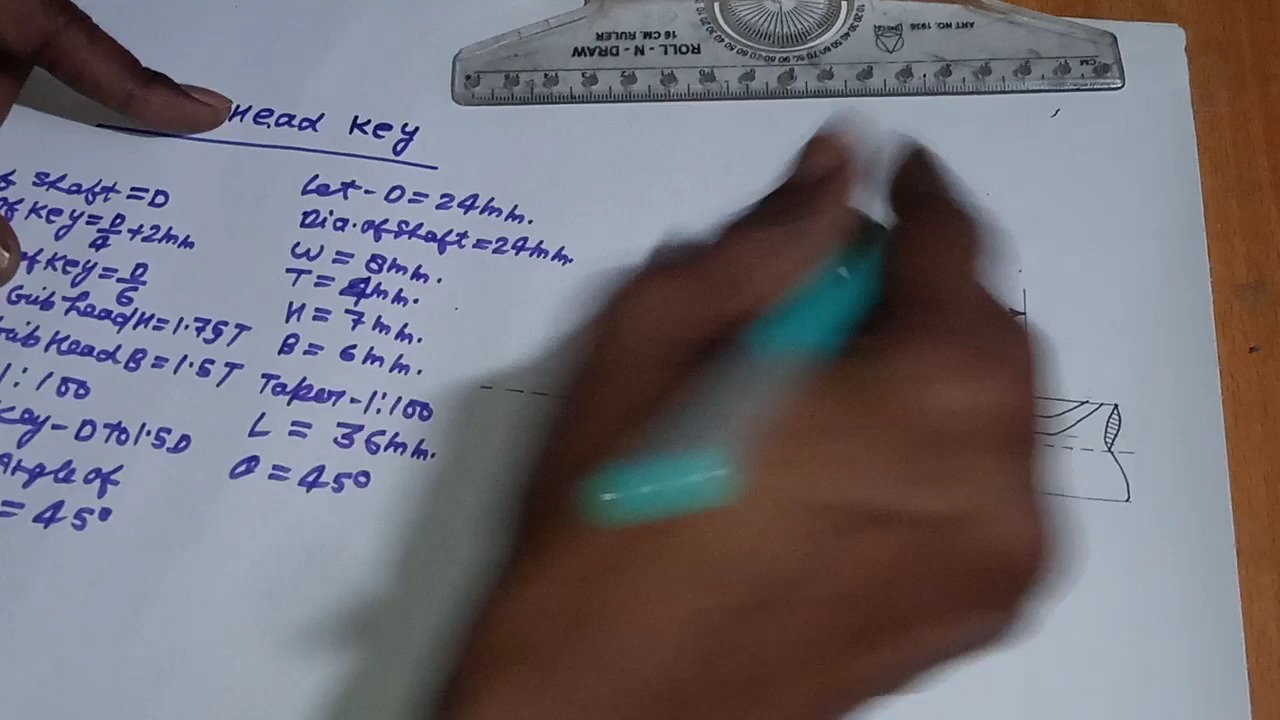 Head Key
Shaft = D
of Key = D/4 + 2mm
of Key = D/6
Gib head H = 1.75T
Gib Head B = 1.5T
1:100
Key - D to 1.5D
Angle of
= 45°
Let - D = 24mm.
Dia. of shaft = 24mm.
W = 8mm.
T = 4mm.
H = 7mm.
B = 6mm.
Taper - 1:100
L = 36mm.
θ = 45°
ROLL - N - DRAW
16 CM. RULER
ART NO. 1936
OMEGA
CM